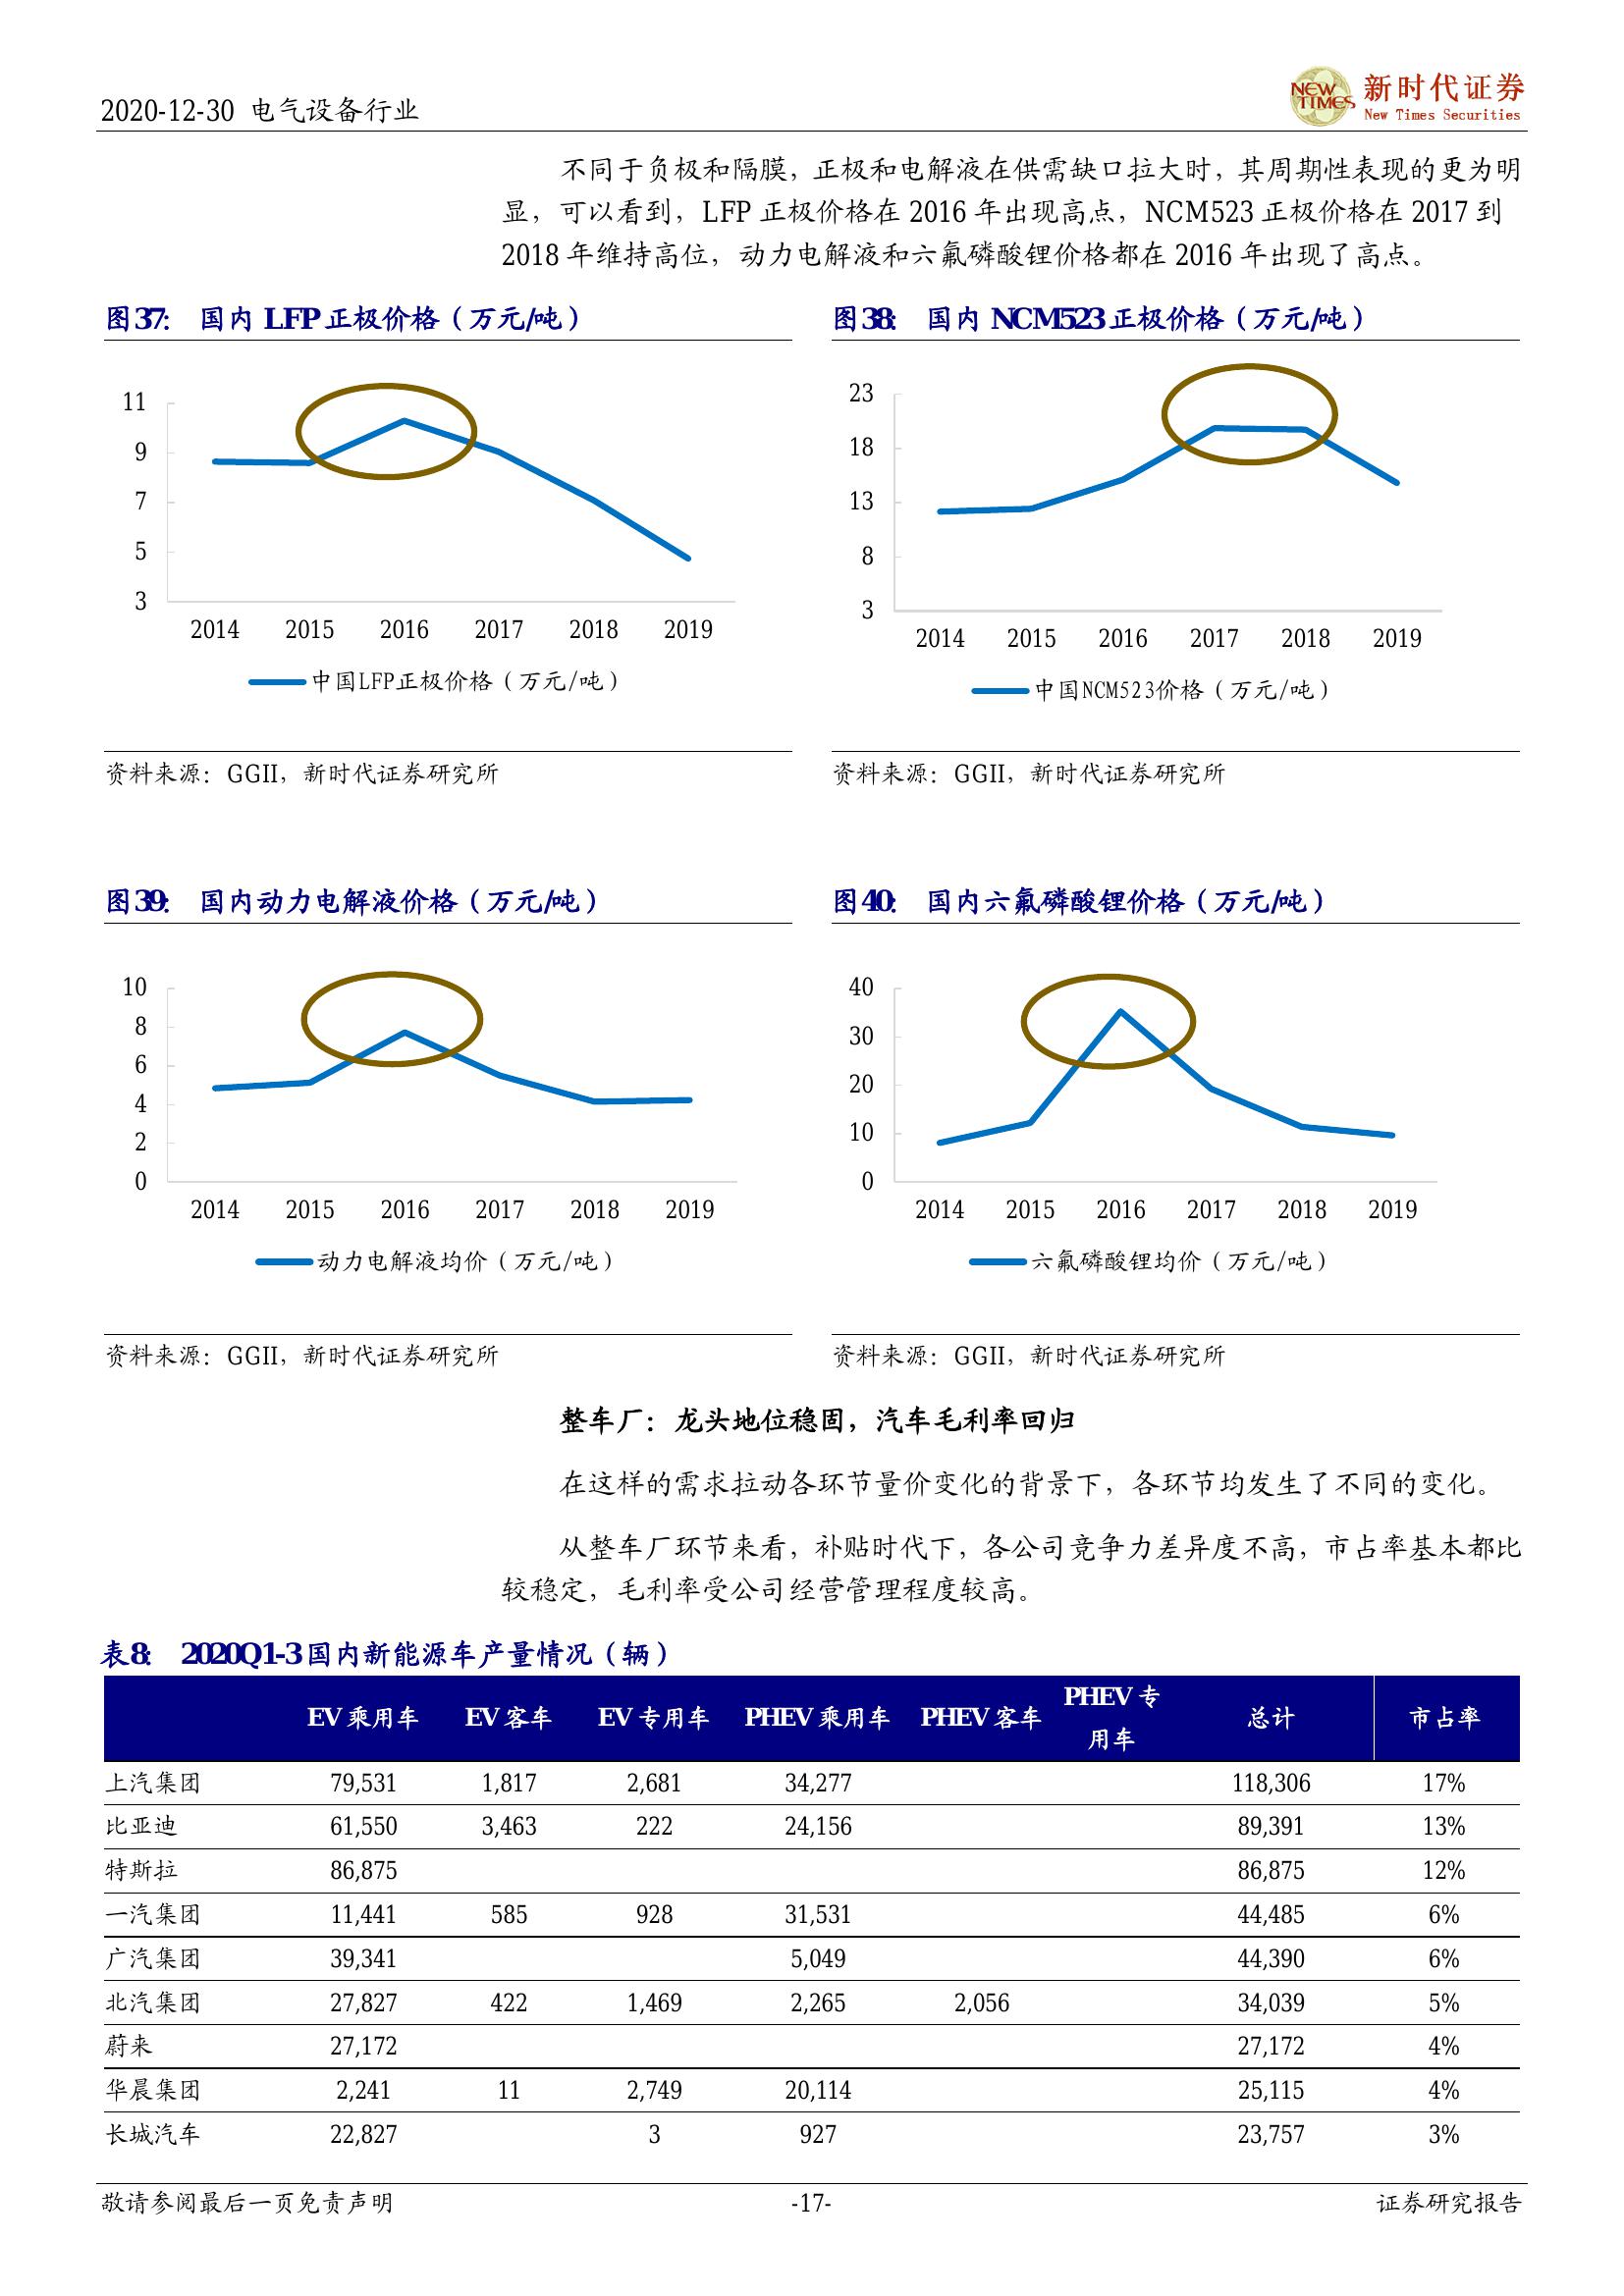 2020-12-30 电气设备行业
NEW TIMES 新时代证券
New Times Securities
不同于负极和隔膜，正极和电解液在供需缺口拉大时，其周期性表现的更为明
显，可以看到，LFP 正极价格在 2016 年出现高点，NCM523 正极价格在 2017 到
2018 年维持高位，动力电解液和六氟磷酸锂价格都在 2016 年出现了高点。
图37： 国内 LFP 正极价格（万元/吨）
11
9
7
5
3
2014 2015 2016 2017 2018 2019
中国LFP正极价格（万元/吨）
资料来源：GGII，新时代证券研究所
图38： 国内 NCM523 正极价格（万元/吨）
23
18
13
8
3
2014 2015 2016 2017 2018 2019
中国NCM523价格（万元/吨）
资料来源：GGII，新时代证券研究所
图39： 国内动力电解液价格（万元/吨）
10
8
6
4
2
0
2014 2015 2016 2017 2018 2019
动力电解液均价（万元/吨）
资料来源：GGII，新时代证券研究所
图40： 国内六氟磷酸锂价格（万元/吨）
40
30
20
10
0
2014 2015 2016 2017 2018 2019
六氟磷酸锂均价（万元/吨）
资料来源：GGII，新时代证券研究所
整车厂：龙头地位稳固，汽车毛利率回归
在这样的需求拉动各环节量价变化的背景下，各环节均发生了不同的变化。
从整车厂环节来看，补贴时代下，各公司竞争力差异度不高，市占率基本都比
较稳定，毛利率受公司经营管理程度较高。
表8： 2020Q1-3 国内新能源车产量情况（辆）
EV 乘用车 EV 客车 EV 专用车 PHEV 乘用车 PHEV 客车 PHEV 专用车 总计 市占率
上汽集团 79,531 1,817 2,681 34,277 118,306 17%
比亚迪 61,550 3,463 222 24,156 89,391 13%
特斯拉 86,875 86,875 12%
一汽集团 11,441 585 928 31,531 44,485 6%
广汽集团 39,341 5,049 44,390 6%
北汽集团 27,827 422 1,469 2,265 2,056 34,039 5%
蔚来 27,172 27,172 4%
华晨集团 2,241 11 2,749 20,114 25,115 4%
长城汽车 22,827 3 927 23,757 3%
敬请参阅最后一页免责声明 -17- 证券研究报告